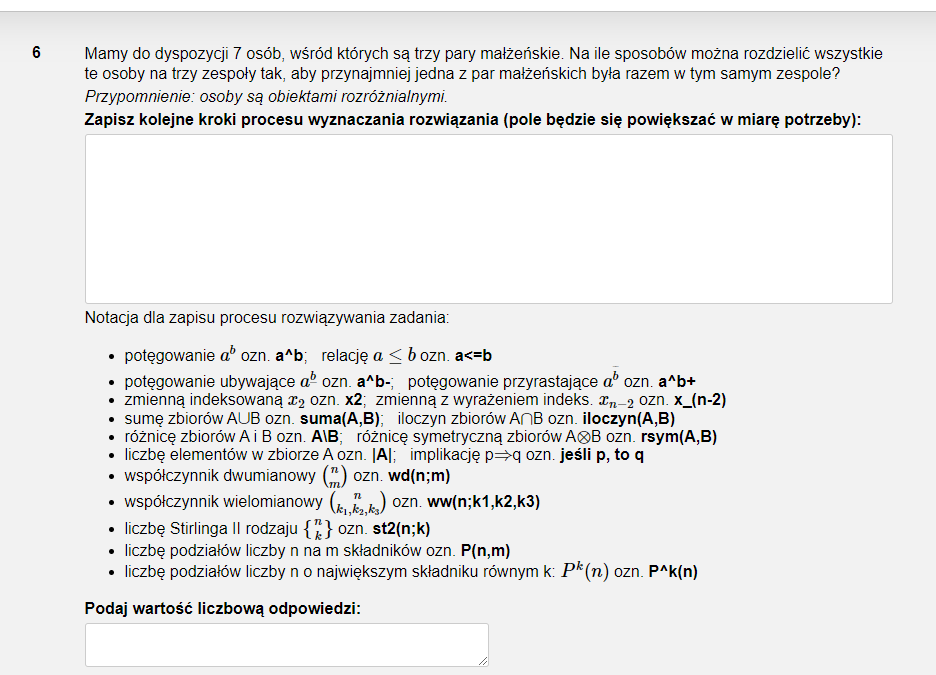 6 Mamy do dyspozycji 7 osób, wśród których są trzy pary małżeńskie. Na ile sposobów można rozdzielić wszystkie
te osoby na trzy zespoły tak, aby przynajmniej jedna z par małżeńskich była razem w tym samym zespole?
Przypomnienie: osoby są obiektami rozróżnialnymi.
Zapisz kolejne kroki procesu wyznaczania rozwiązania (pole będzie się powiększać w miarę potrzeby):
Notacja dla zapisu procesu rozwiązywania zadania:
• potęgowanie a^b ozn. a^b; relację a ≤ b ozn. a<=b
• potęgowanie ubywające a^{\underline{b}} ozn. a^b-; potęgowanie przyrastające a^{\overline{b}} ozn. a^b+
• zmienną indeksowaną x₂ ozn. x2; zmienną z wyrażeniem indeks. x_{n−2} ozn. x_(n-2)
• sumę zbiorów A∪B ozn. suma(A,B); iloczyn zbiorów A∩B ozn. iloczyn(A,B)
• różnicę zbiorów A i B ozn. A\B; różnicę symetryczną zbiorów A⊗B ozn. rsym(A,B)
• liczbę elementów w zbiorze A ozn. |A|; implikację p⇒q ozn. jeśli p, to q
• współczynnik dwumianowy \binom{n}{m} ozn. wd(n;m)
• współczynnik wielomianowy \binom{n}{k_1,k_2,k_3} ozn. ww(n;k1,k2,k3)
• liczbę Stirlinga II rodzaju {n \brace k} ozn. st2(n;k)
• liczbę podziałów liczby n na m składników ozn. P(n,m)
• liczbę podziałów liczby n o największym składniku równym k: P^k(n) ozn. P^k(n)
Podaj wartość liczbową odpowiedzi: